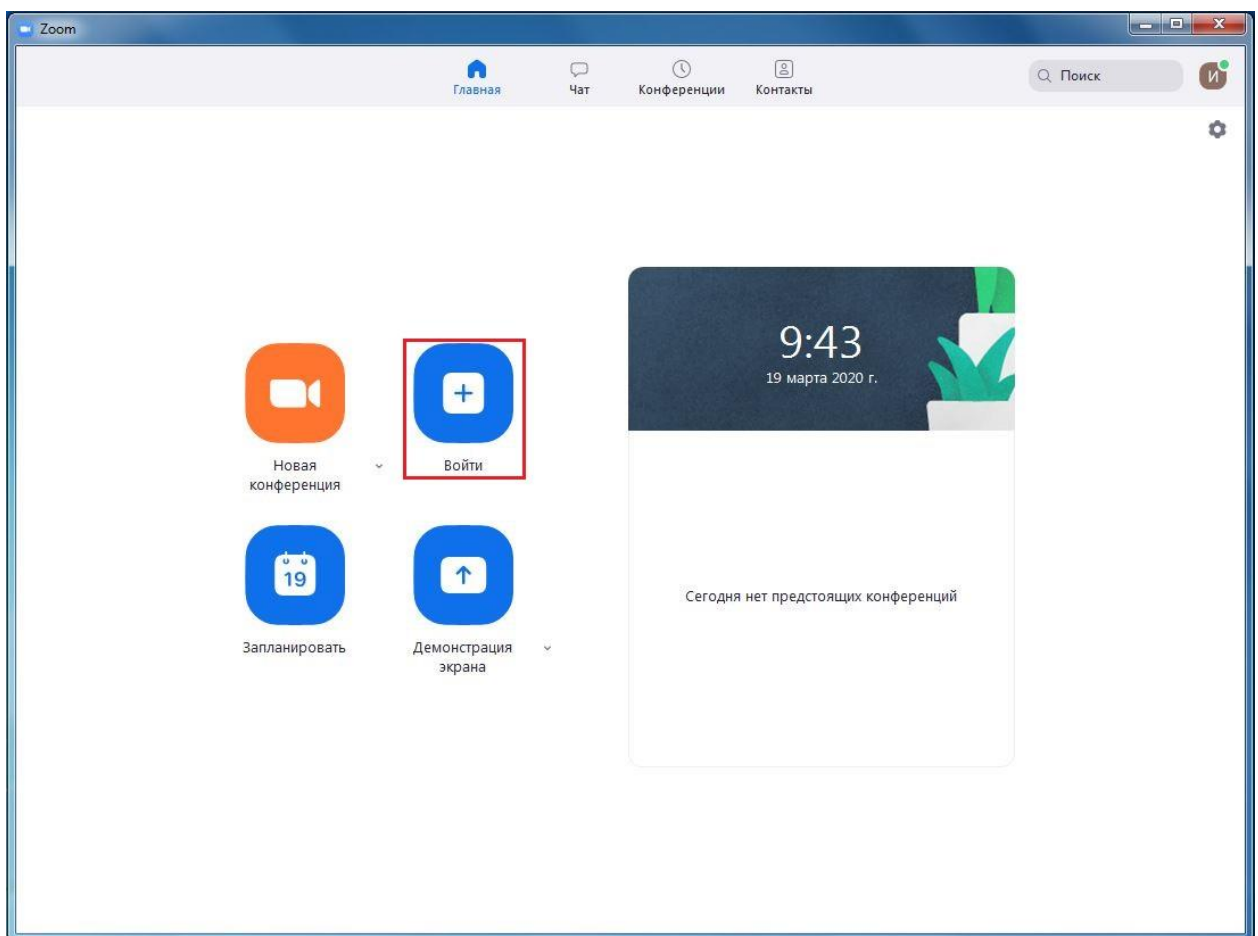 Zoom
Главная
Чат
Конференции
Контакты
Поиск
И
9:43
19 марта 2020 г.
Новая
конференция
Войти
19
Запланировать
Демонстрация
экрана
Сегодня нет предстоящих конференций